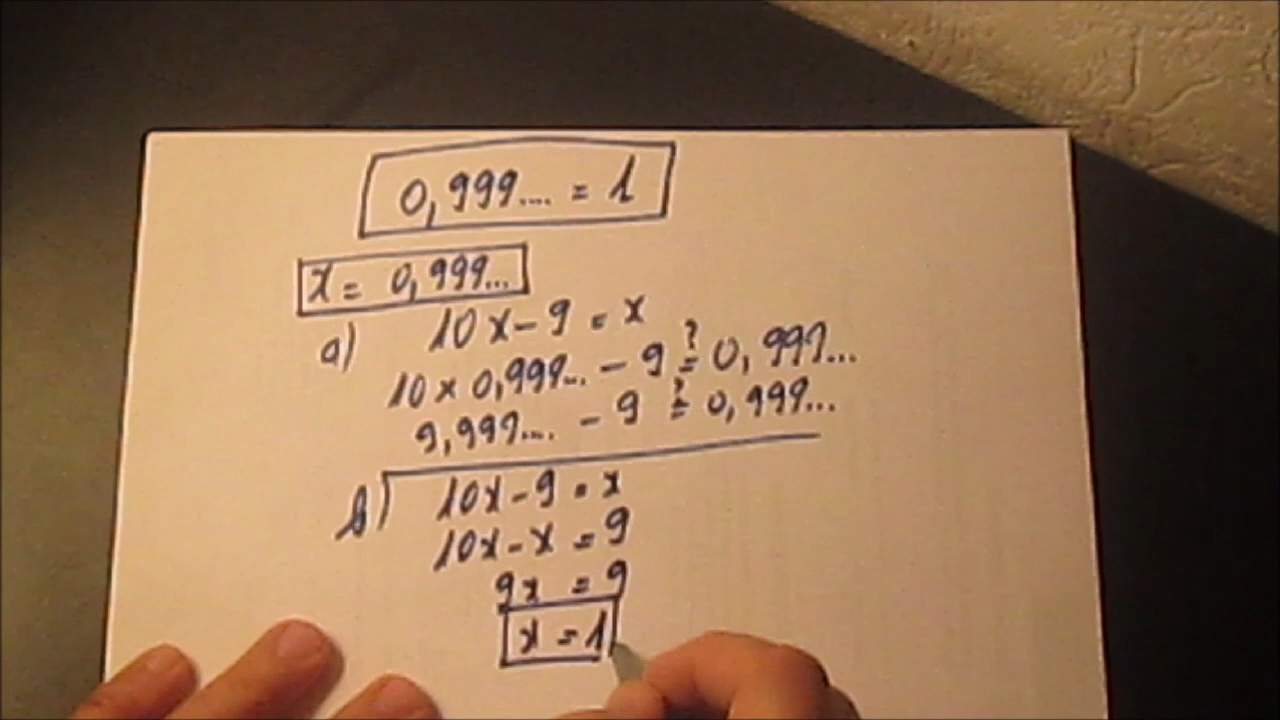 0,999.... = 1
x = 0,999...
a) 10x - 9 = x
10 x 0,999... - 9 ≟ 0,999...
9,999.... - 9 ≟ 0,999...
b) 10x - 9 = x
10x - x = 9
9x = 9
x = 1